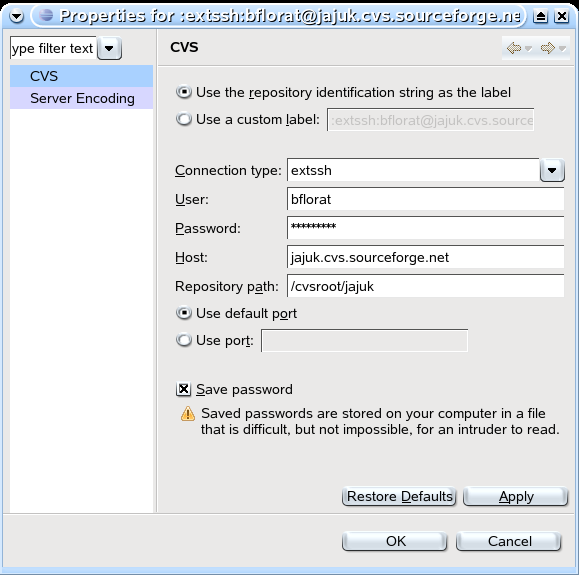 Properties for :extssh:bflorat@jajuk.cvs.sourceforge.ne
ype filter text
CVS
Server Encoding
CVS
Use the repository identification string as the label
Use a custom label: :extssh:bflorat@jajuk.cvs.source
Connection type: extssh
User: bflorat
Password: *********
Host: jajuk.cvs.sourceforge.net
Repository path: /cvsroot/jajuk
Use default port
Use port:
Save password
Saved passwords are stored on your computer in a file
that is difficult, but not impossible, for an intruder to read.
Restore Defaults Apply
OK Cancel